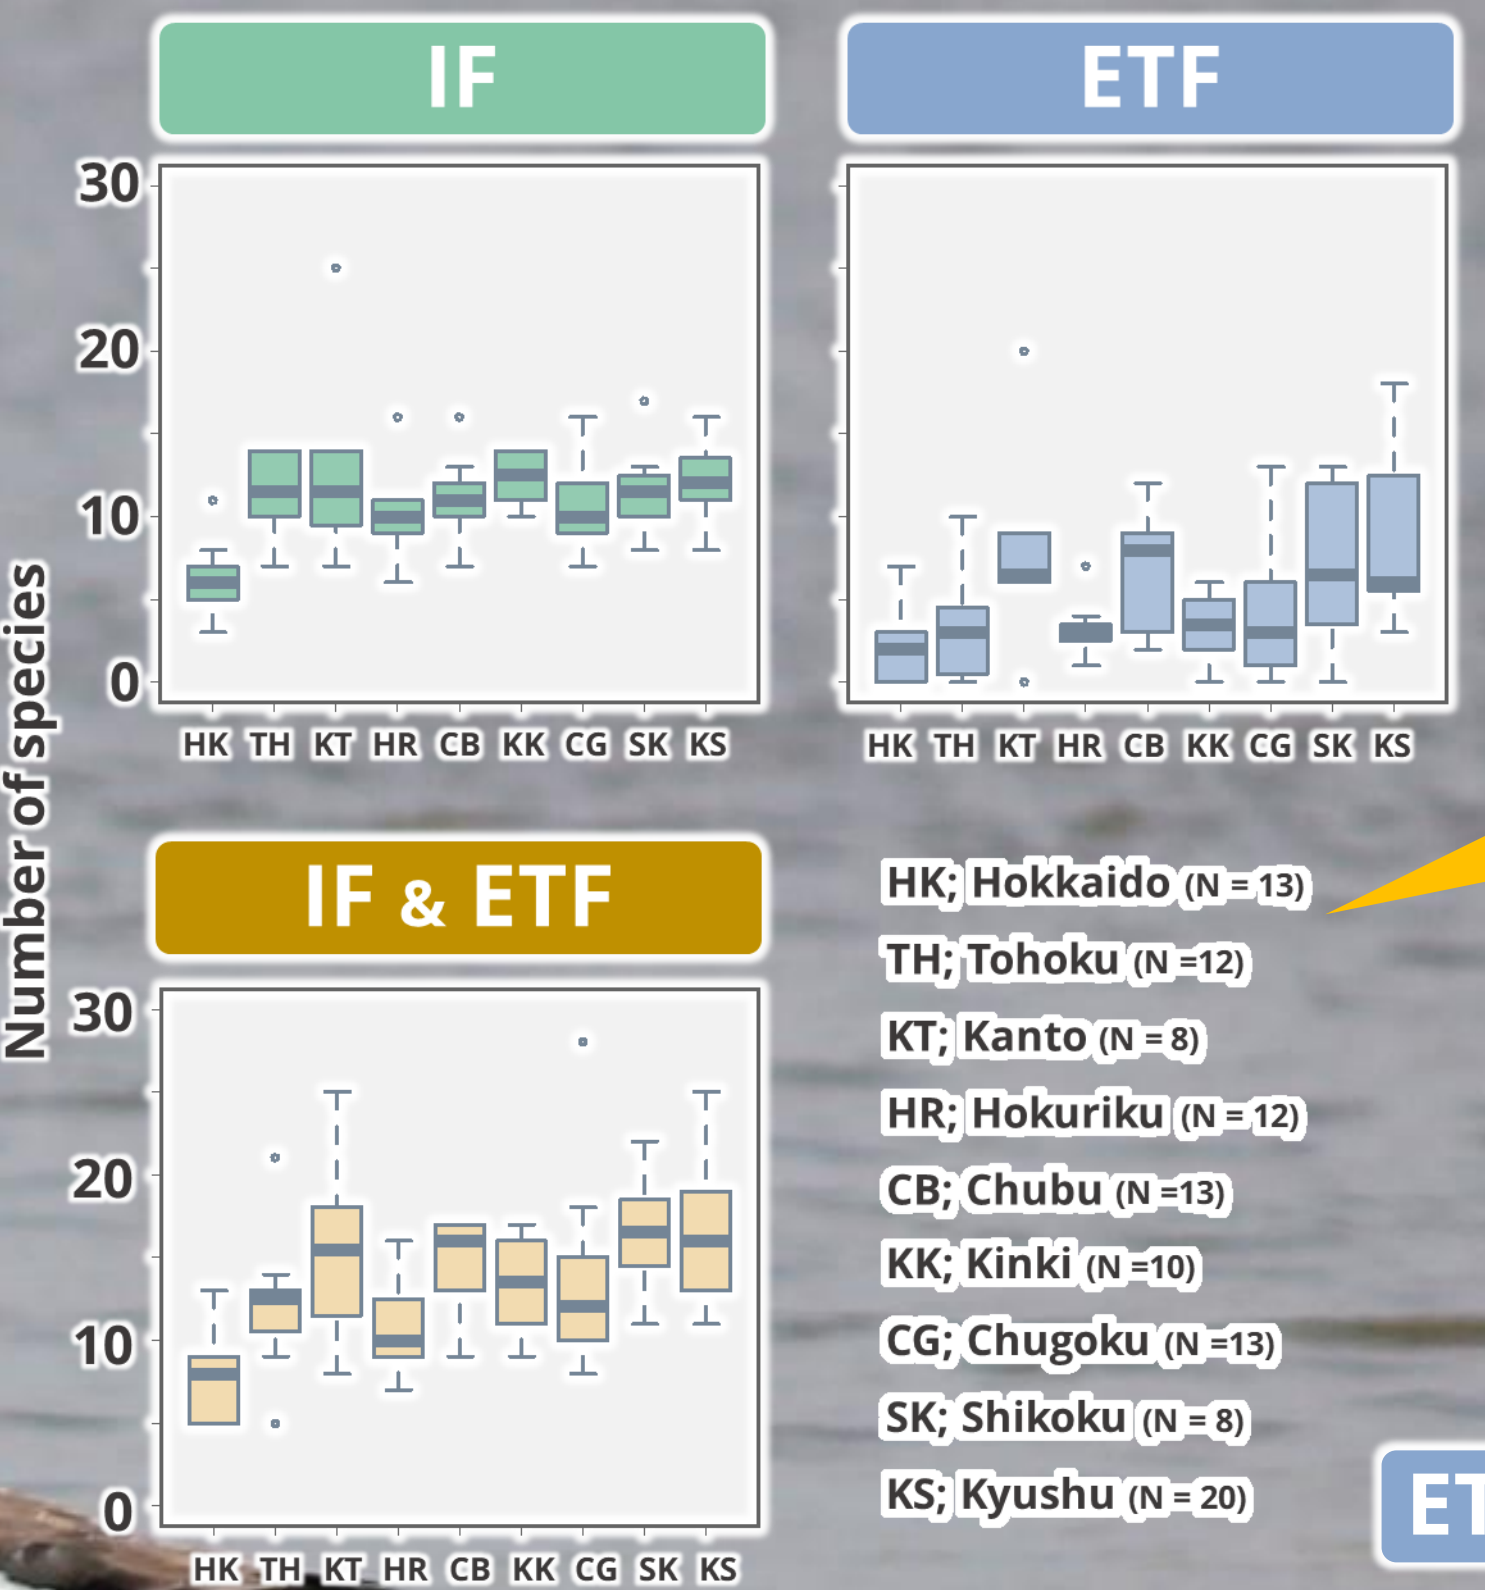 IF
ETF
30
20
10
0
HK TH KT HR CB KK CG SK KS
HK TH KT HR CB KK CG SK KS
Number of species
IF & ETF
30
20
10
0
HK TH KT HR CB KK CG SK KS
HK; Hokkaido (N = 13)
TH; Tohoku (N =12)
KT; Kanto (N = 8)
HR; Hokuriku (N = 12)
CB; Chubu (N =13)
KK; Kinki (N =10)
CG; Chugoku (N =13)
SK; Shikoku (N = 8)
KS; Kyushu (N = 20)
ET